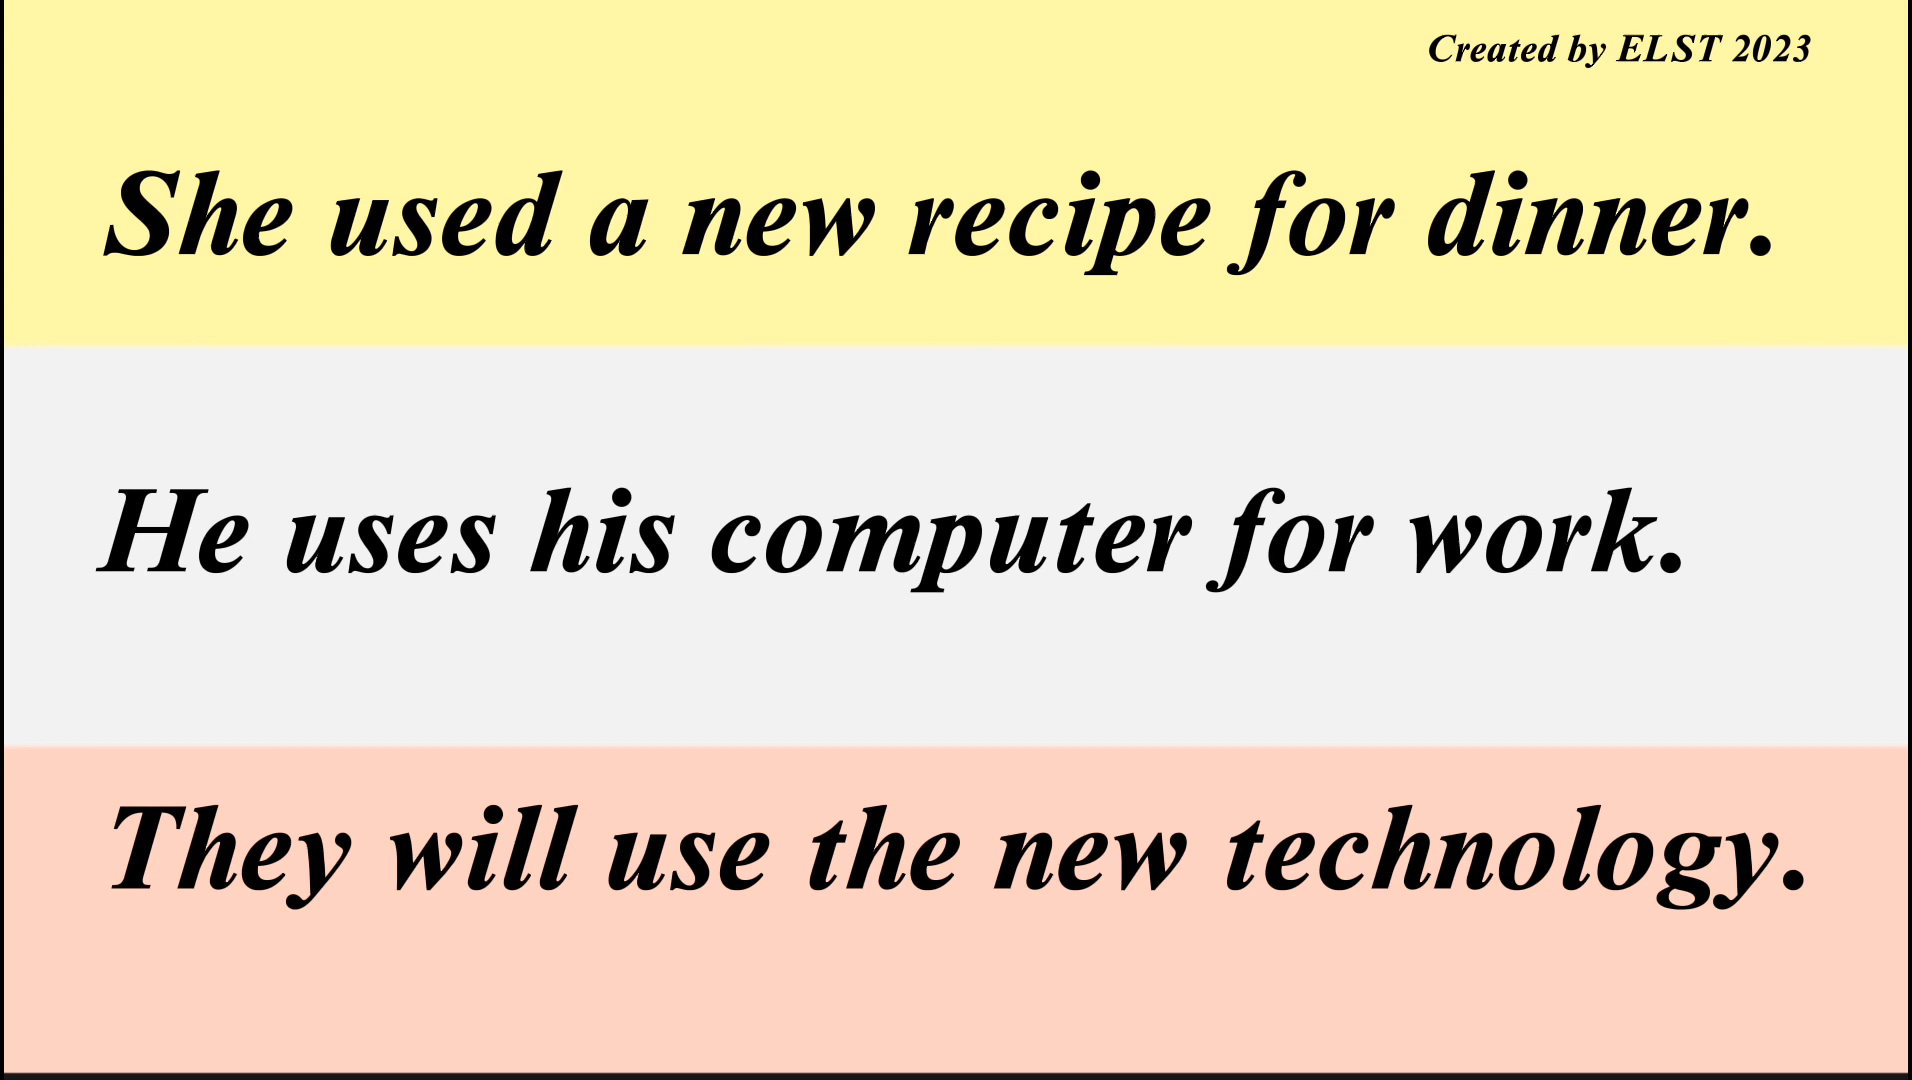 Created by ELST 2023
She used a new recipe for dinner.
He uses his computer for work.
They will use the new technology.